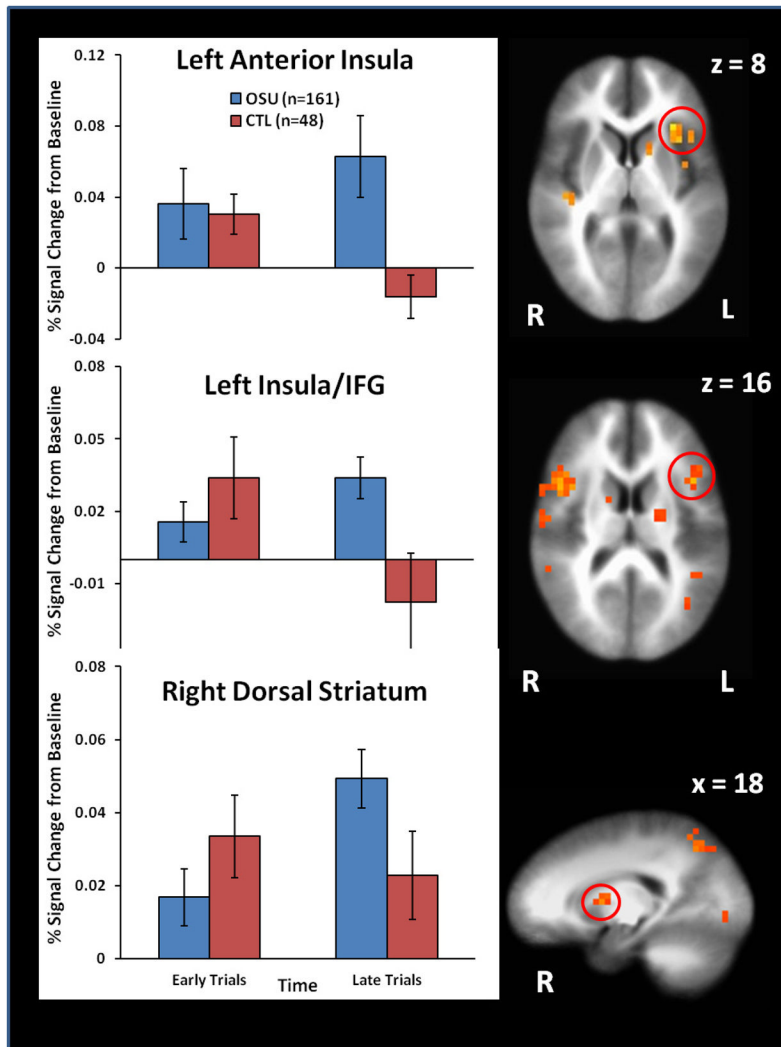 Left Anterior Insula
OSU (n=161)
CTL (n=48)
% Signal Change from Baseline
0.12
0.08
0.04
0
-0.04
z = 8
R
L
Left Insula/IFG
% Signal Change from Baseline
0.08
0.05
0.02
-0.01
z = 16
R
L
Right Dorsal Striatum
% Signal Change from Baseline
0.08
0.06
0.04
0.02
0
Early Trials
Time
Late Trials
x = 18
R